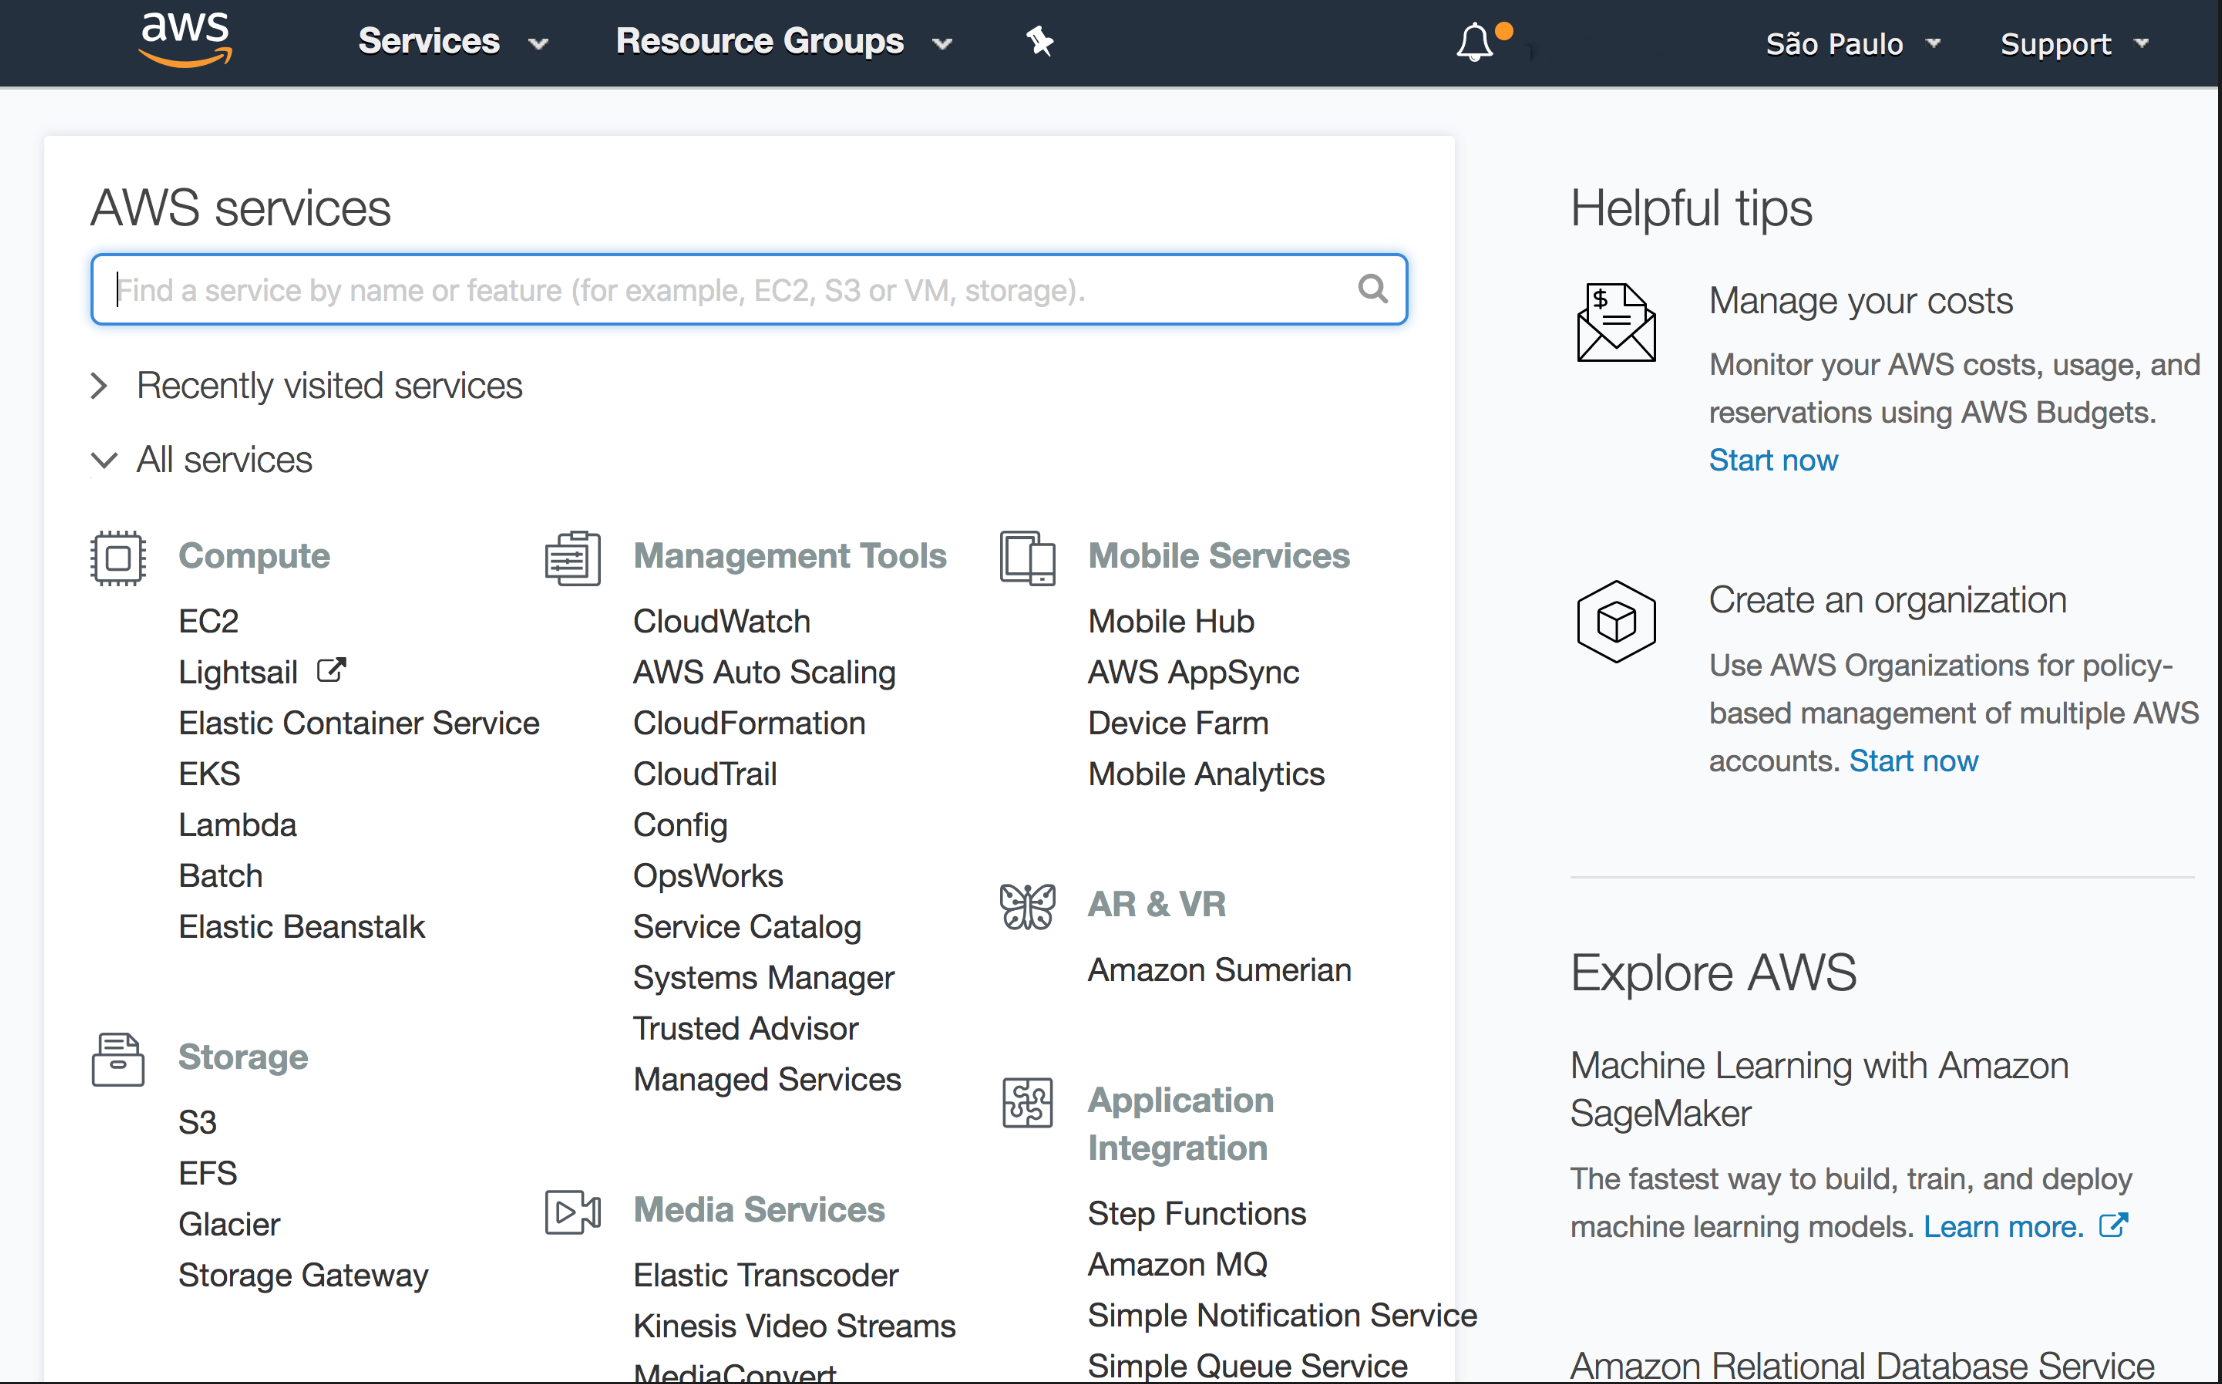 aws
Services
Resource Groups
São Paulo
Support
AWS services
Find a service by name or feature (for example, EC2, S3 or VM, storage).
Recently visited services
All services
Compute
EC2
Lightsail
Elastic Container Service
EKS
Lambda
Batch
Elastic Beanstalk
Storage
S3
EFS
Glacier
Storage Gateway
Management Tools
CloudWatch
AWS Auto Scaling
CloudFormation
CloudTrail
Config
OpsWorks
Service Catalog
Systems Manager
Trusted Advisor
Managed Services
Media Services
Elastic Transcoder
Kinesis Video Streams
MediaConvert
Mobile Services
Mobile Hub
AWS AppSync
Device Farm
Mobile Analytics
AR & VR
Amazon Sumerian
Application
Integration
Step Functions
Amazon MQ
Simple Notification Service
Simple Queue Service
Helpful tips
$
Manage your costs
Monitor your AWS costs, usage, and
reservations using AWS Budgets.
Start now
Create an organization
Use AWS Organizations for policy-
based management of multiple AWS
accounts. Start now
Explore AWS
Machine Learning with Amazon
SageMaker
The fastest way to build, train, and deploy
machine learning models. Learn more.
Amazon Relational Database Service